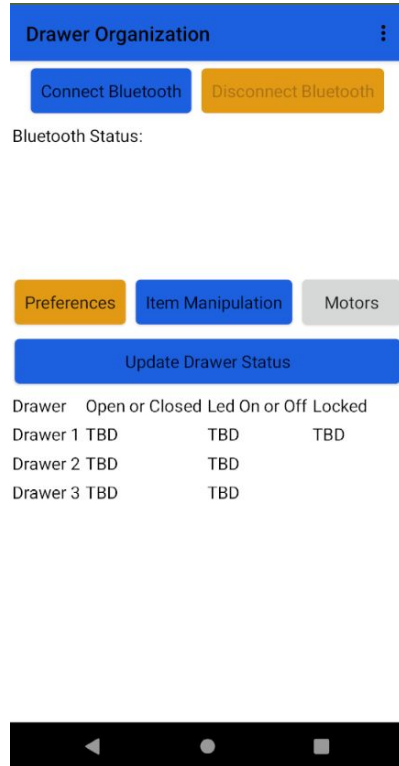 Drawer Organization
Connect Bluetooth Disconnect Bluetooth
Bluetooth Status:
Preferences Item Manipulation Motors
Update Drawer Status
Drawer Open or Closed Led On or Off Locked
Drawer 1 TBD TBD TBD
Drawer 2 TBD TBD
Drawer 3 TBD TBD